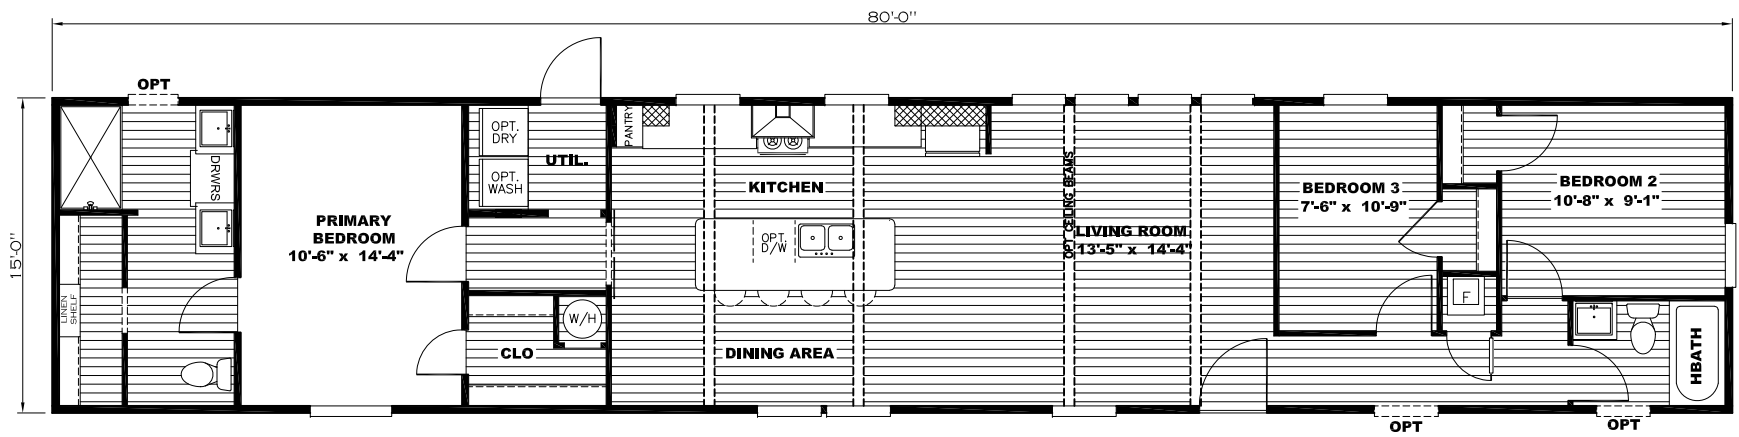 80'-0"
15'-0"
OPT
DRWRS
LINEN
SHELF
PRIMARY
BEDROOM
10'-6" x 14'-4"
OPT.
DRY
OPT.
WASH
UTIL.
CLO
W/H
PANTRY
KITCHEN
OPT.
D/W
DINING AREA
OPT CEILING BEAMS
LIVING ROOM
13'-5" x 14'-4"
BEDROOM 3
7'-6" x 10'-9"
BEDROOM 2
10'-8" x 9'-1"
F
HBATH
OPT
OPT